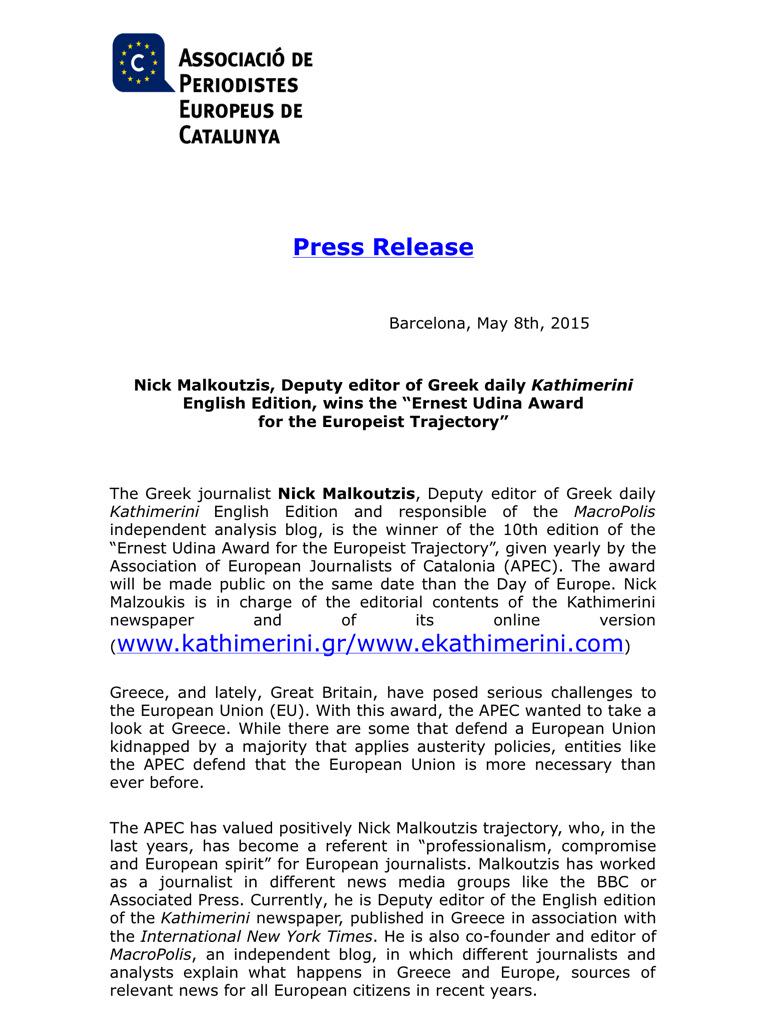 C
ASSOCIACIÓ DE
PERIODISTES
EUROPEUS DE
CATALUNYA
Press Release
Barcelona, May 8th, 2015
Nick Malkoutzis, Deputy editor of Greek daily Kathimerini
English Edition, wins the “Ernest Udina Award
for the Europeist Trajectory”
The Greek journalist Nick Malkoutzis, Deputy editor of Greek daily
Kathimerini English Edition and responsible of the MacroPolis
independent analysis blog, is the winner of the 10th edition of the
“Ernest Udina Award for the Europeist Trajectory”, given yearly by the
Association of European Journalists of Catalonia (APEC). The award
will be made public on the same date than the Day of Europe. Nick
Malzoukis is in charge of the editorial contents of the Kathimerini
newspaper and of its online version
(www.kathimerini.gr/www.ekathimerini.com)
Greece, and lately, Great Britain, have posed serious challenges to
the European Union (EU). With this award, the APEC wanted to take a
look at Greece. While there are some that defend a European Union
kidnapped by a majority that applies austerity policies, entities like
the APEC defend that the European Union is more necessary than
ever before.
The APEC has valued positively Nick Malkoutzis trajectory, who, in the
last years, has become a referent in “professionalism, compromise
and European spirit” for European journalists. Malkoutzis has worked
as a journalist in different news media groups like the BBC or
Associated Press. Currently, he is Deputy editor of the English edition
of the Kathimerini newspaper, published in Greece in association with
the International New York Times. He is also co-founder and editor of
MacroPolis, an independent blog, in which different journalists and
analysts explain what happens in Greece and Europe, sources of
relevant news for all European citizens in recent years.